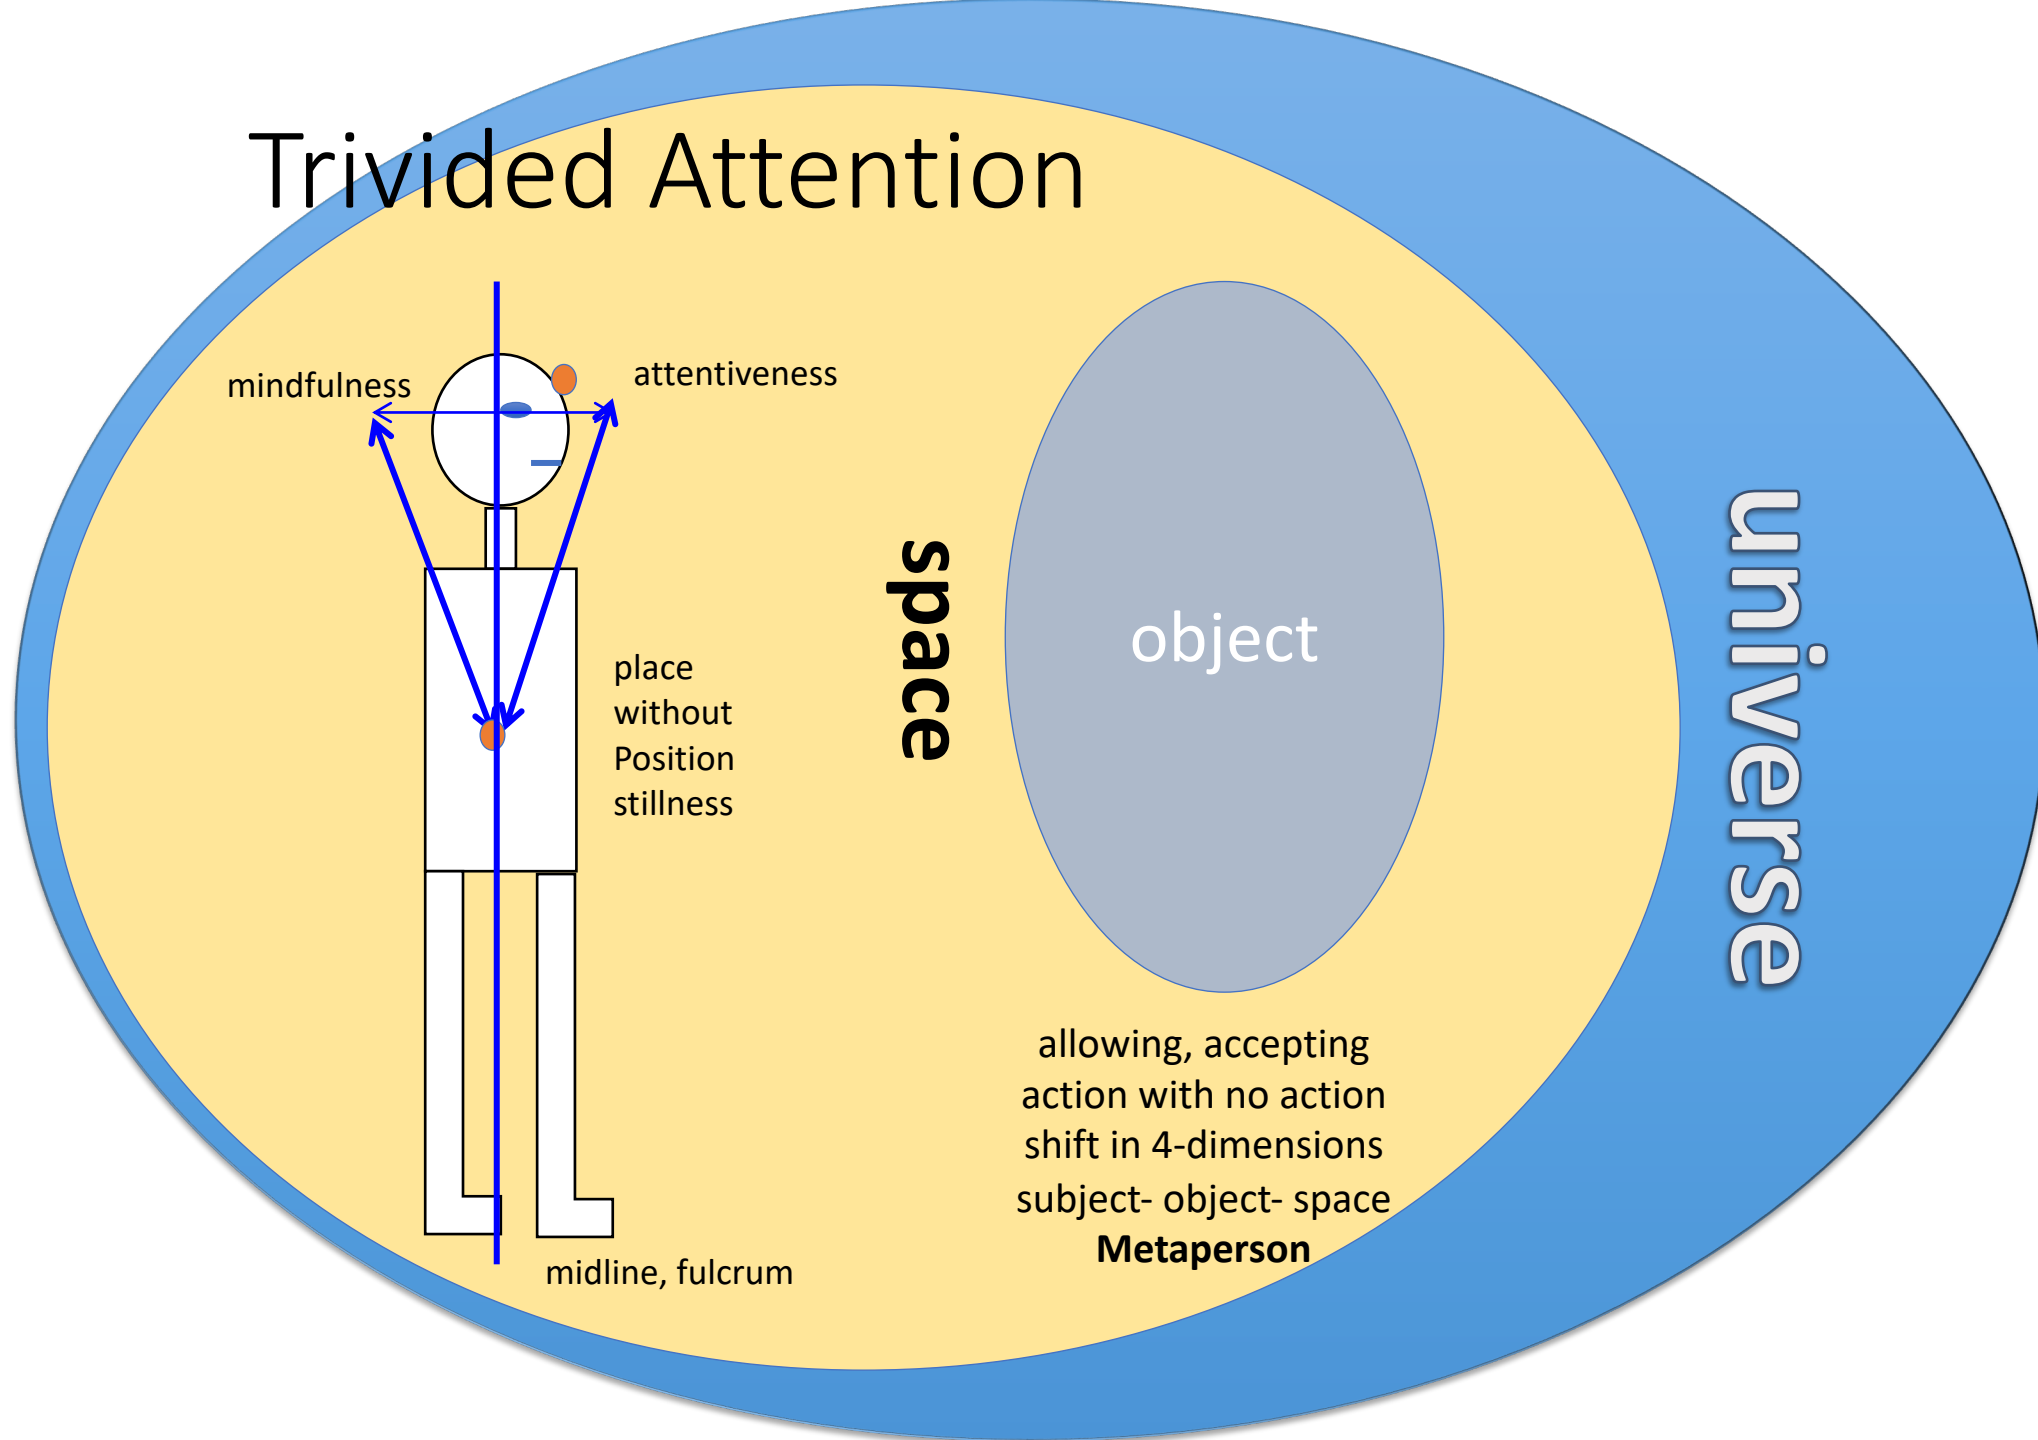 Trivided Attention
mindfulness
attentiveness
place
without
Position
stillness
midline, fulcrum
space
object
allowing, accepting
action with no action
shift in 4-dimensions
subject- object- space
Metaperson
universe